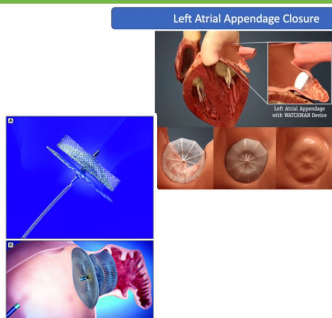 Left Atrial Appendage Closure
Left Atrial Appendage
with WATCHMAN Device
A
B